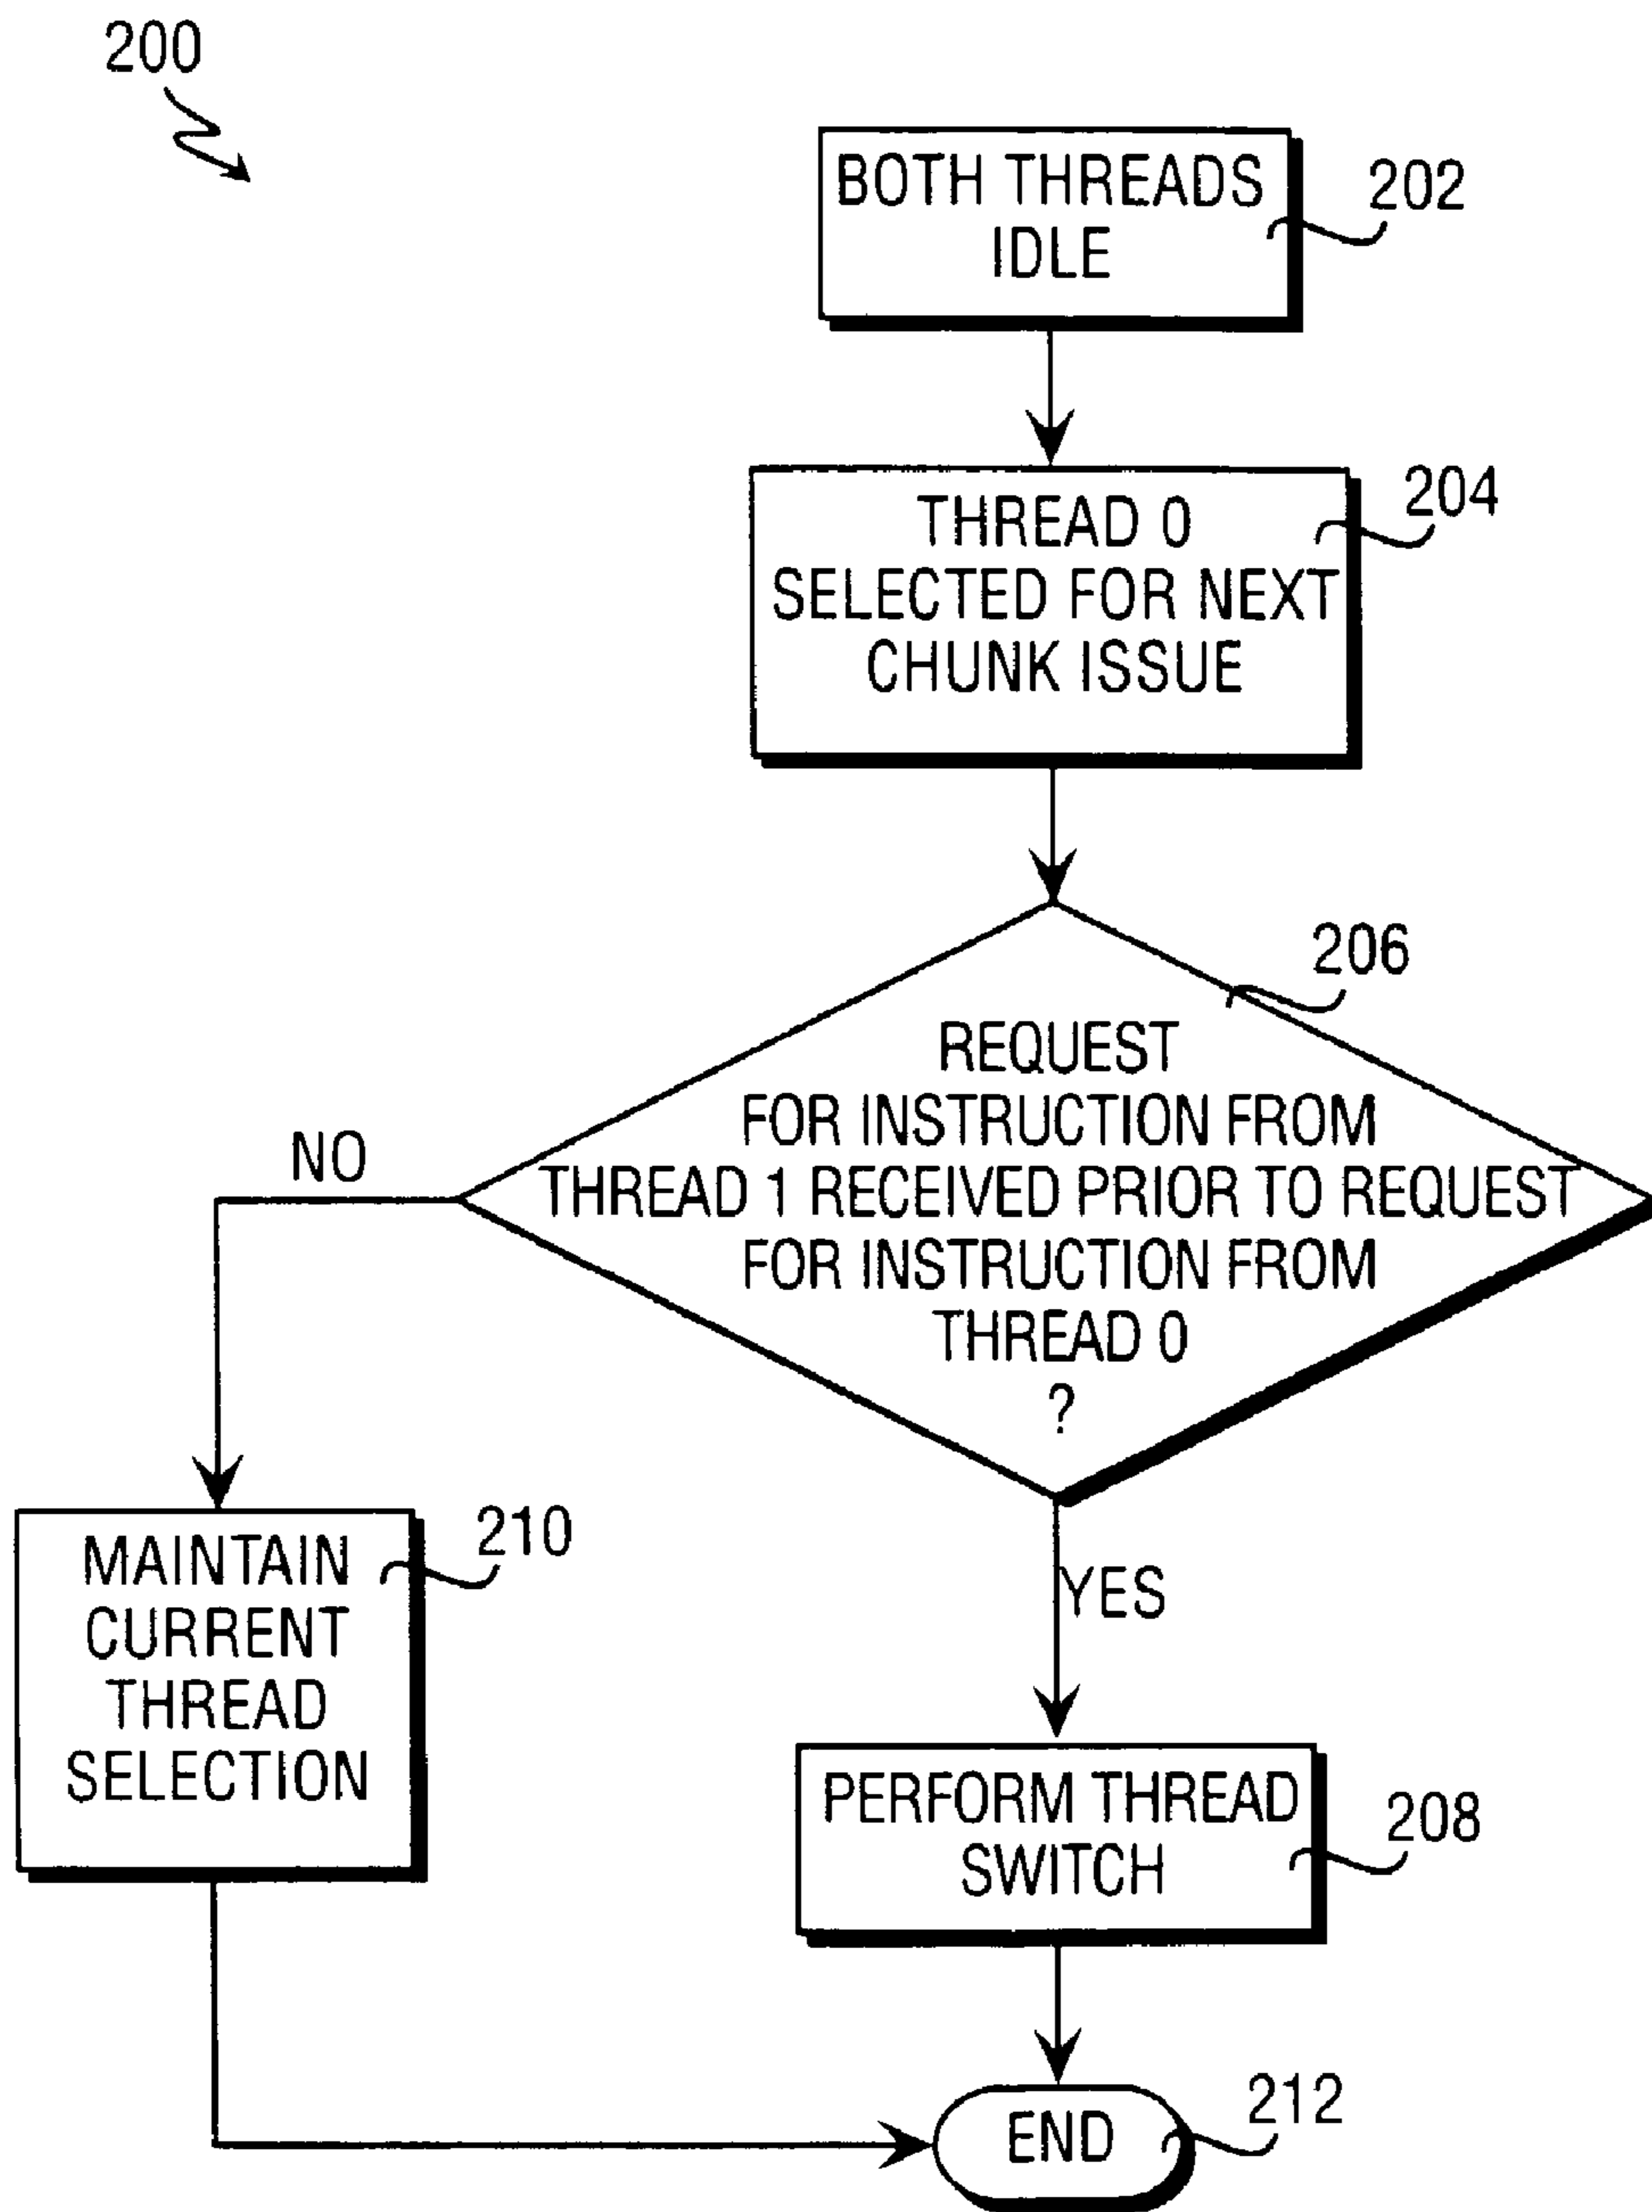 200
BOTH THREADS
IDLE
202
THREAD 0
SELECTED FOR NEXT
CHUNK ISSUE
204
206
REQUEST
FOR INSTRUCTION FROM
THREAD 1 RECEIVED PRIOR TO REQUEST
FOR INSTRUCTION FROM
THREAD 0
?
NO
YES
MAINTAIN
CURRENT
THREAD
SELECTION
210
PERFORM THREAD
SWITCH
208
END
212